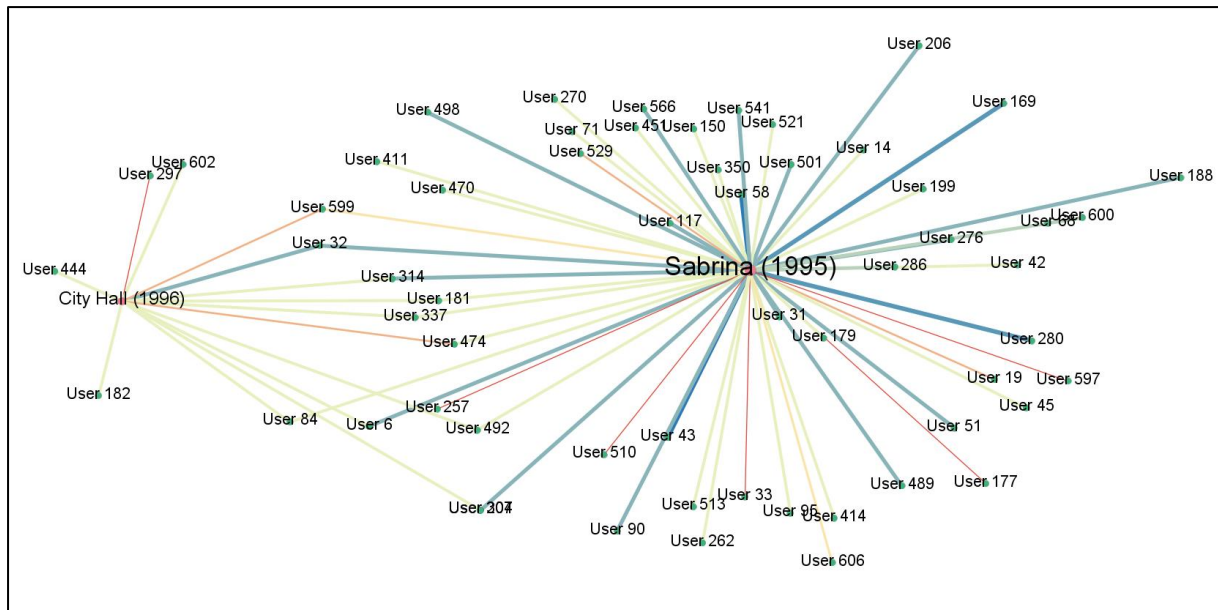 User 206
User 270
User 566
User 541
User 169
User 498
User 71
User 451
User 150
User 521
User 529
User 14
User 602
User 411
User 350
User 501
User 297
User 188
User 470
User 58
User 199
User 599
User 117
User 68
User 600
User 32
User 276
User 444
User 314
Sabrina (1995)
User 286
User 42
City Hall (1996)
User 181
User 337
User 31
User 474
User 179
User 280
User 182
User 19
User 597
User 257
User 45
User 84
User 6
User 492
User 43
User 51
User 510
User 489
User 177
User 33
User 513
User 95
User 414
User 90
User 262
User 606